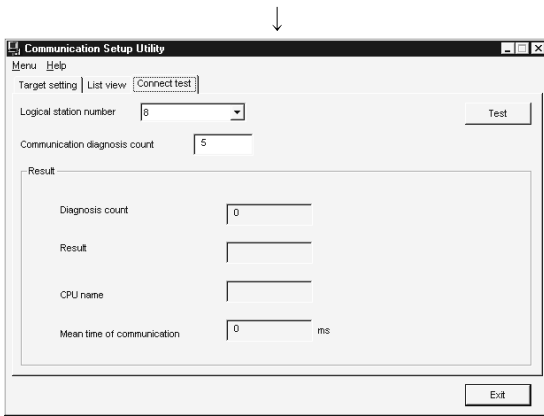 ↓
Communication Setup Utility
Menu Help
Target setting List view Connect test
Logical station number 8 Test
Communication diagnosis count 5
Result
Diagnosis count 0
Result
CPU name
Mean time of communication 0 ms
Exit